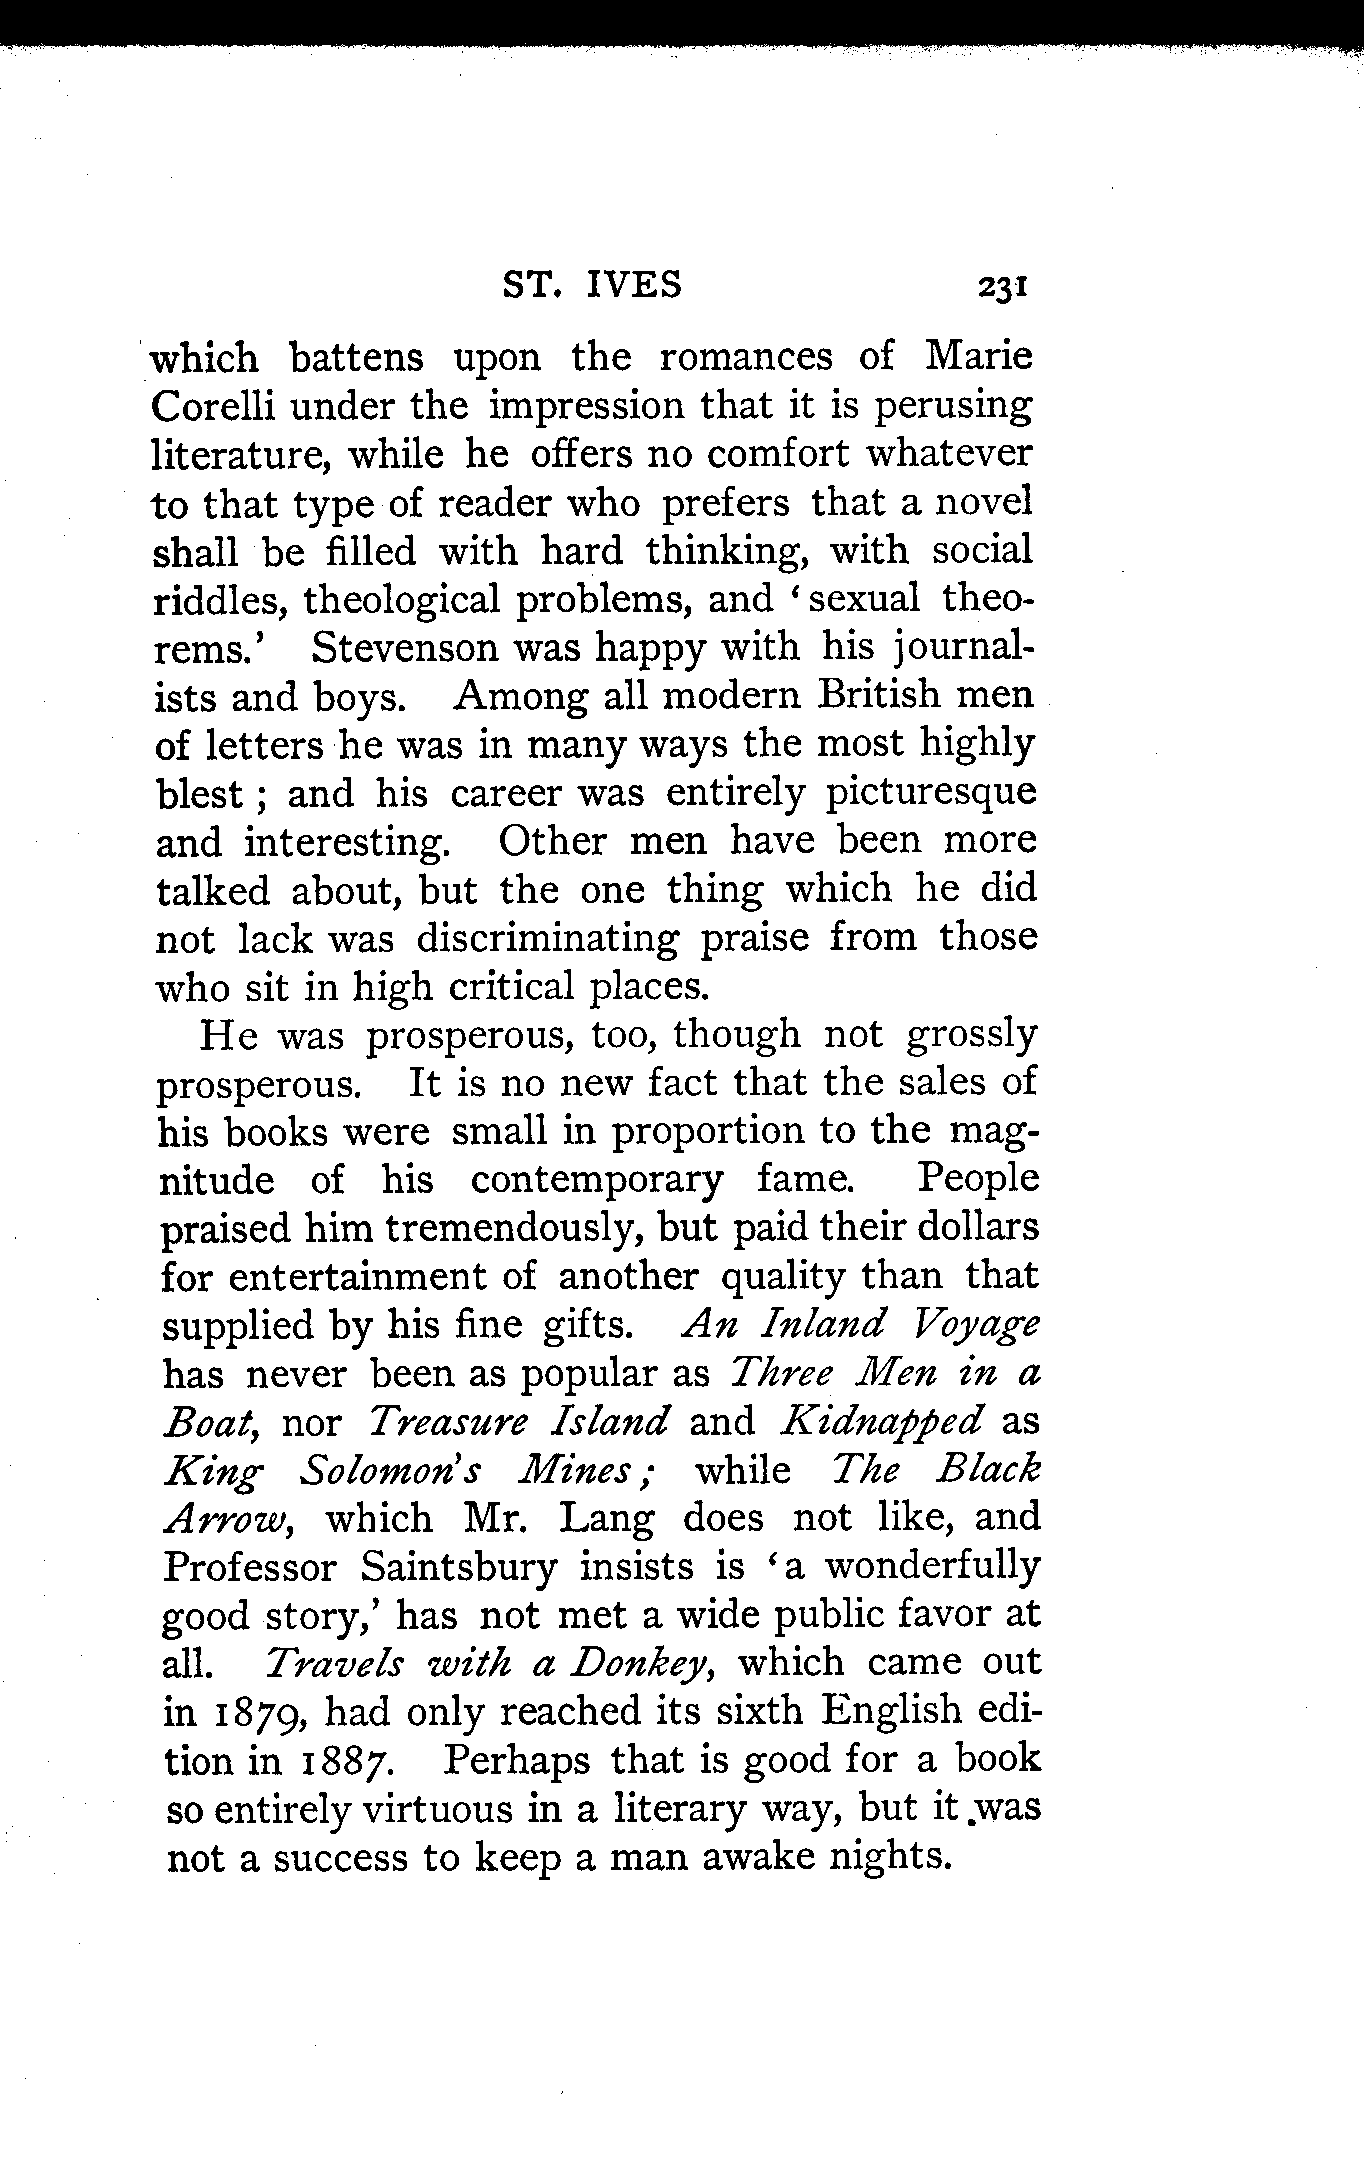 ST. IVES 231
which battens upon the romances of Marie
Corelli under the impression that it is perusing
literature, while he offers no comfort whatever
to that type of reader who prefers that a novel
shall be filled with hard thinking, with social
riddles, theological problems, and ‘sexual theo-
rems.’ Stevenson was happy with his journal-
ists and boys. Among all modern British men
of letters he was in many ways the most highly
blest ; and his career was entirely picturesque
and interesting. Other men have been more
talked about, but the one thing which he did
not lack was discriminating praise from those
who sit in high critical places.
He was prosperous, too, though not grossly
prosperous. It is no new fact that the sales of
his books were small in proportion to the mag-
nitude of his contemporary fame. People
praised him tremendously, but paid their dollars
for entertainment of another quality than that
supplied by his fine gifts. An Inland Voyage
has never been as popular as Three Men in a
Boat, nor Treasure Island and Kidnapped as
King Solomon's Mines ; while The Black
Arrow, which Mr. Lang does not like, and
Professor Saintsbury insists is ‘a wonderfully
good story,’ has not met a wide public favor at
all. Travels with a Donkey, which came out
in 1879, had only reached its sixth English edi-
tion in 1887. Perhaps that is good for a book
so entirely virtuous in a literary way, but it was
not a success to keep a man awake nights.